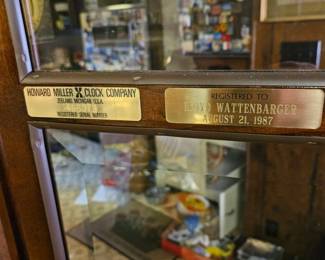 HOWARD MILLER CLOCK COMPANY
ZEELAND, MICHIGAN U.S.A.
REGISTERED SERIAL NUMBER
REGISTERED TO
WATTENBARGER
AUGUST 21, 1987